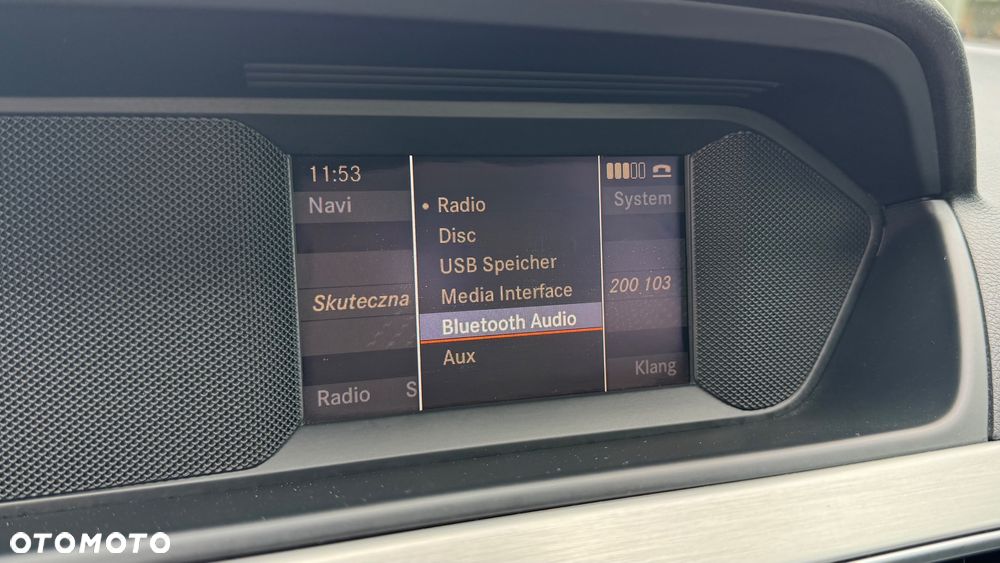 11:53
Navi
System
• Radio
Disc
USB Speicher
Media Interface
Bluetooth Audio
Aux
Skuteczna
200 103
Radio
S
Klang
OTOMOTO